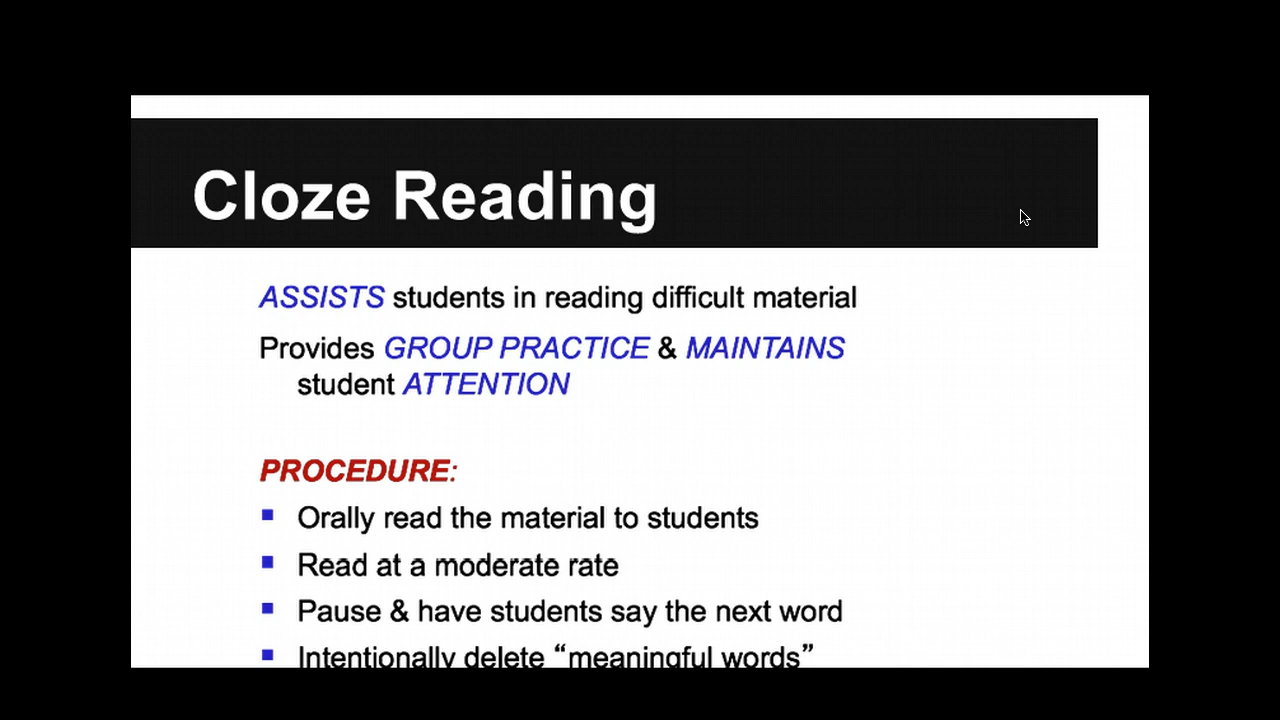 Cloze Reading
ASSISTS students in reading difficult material
Provides GROUP PRACTICE & MAINTAINS
student ATTENTION
PROCEDURE:
▪ Orally read the material to students
▪ Read at a moderate rate
▪ Pause & have students say the next word
▪ Intentionally delete “meaningful words”